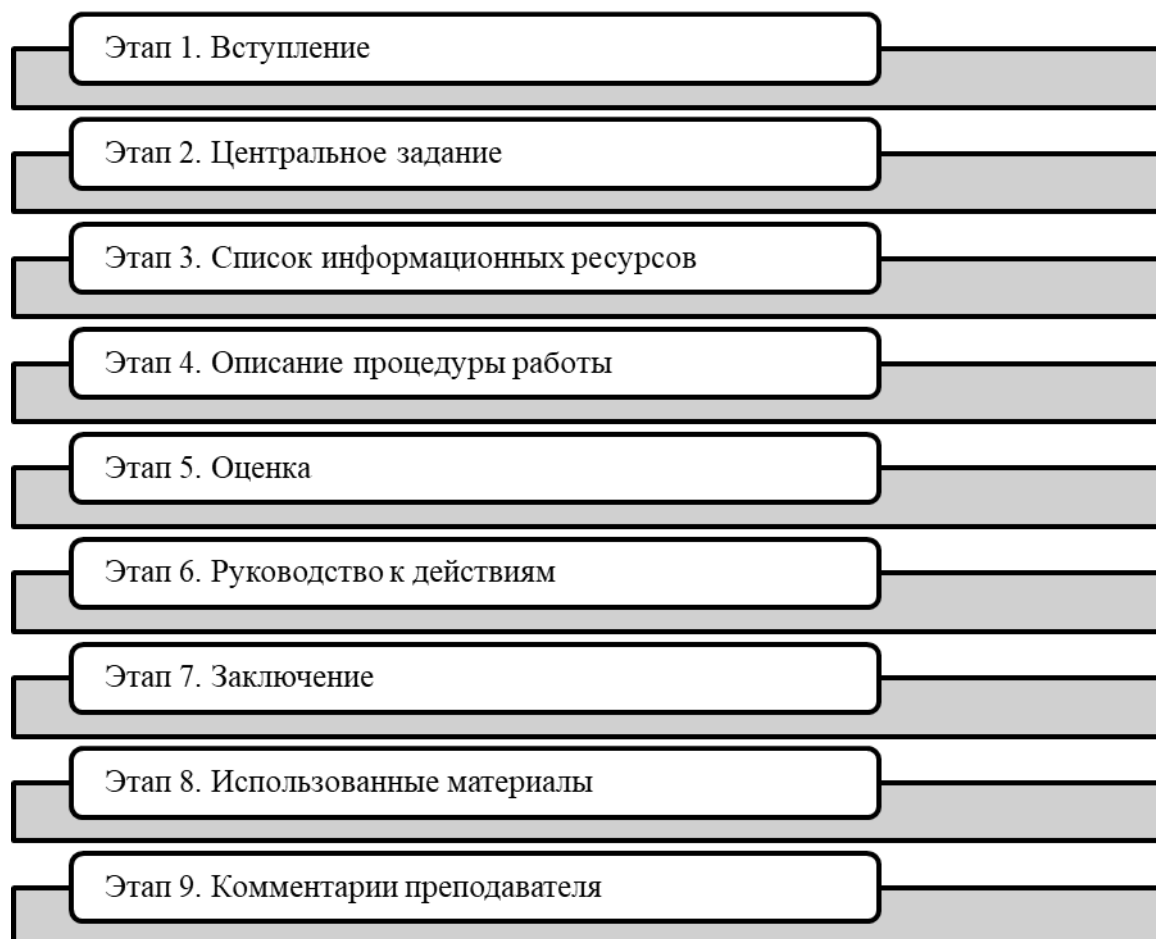 Этап 1. Вступление
Этап 2. Центральное задание
Этап 3. Список информационных ресурсов
Этап 4. Описание процедуры работы
Этап 5. Оценка
Этап 6. Руководство к действиям
Этап 7. Заключение
Этап 8. Использованные материалы
Этап 9. Комментарии преподавателя